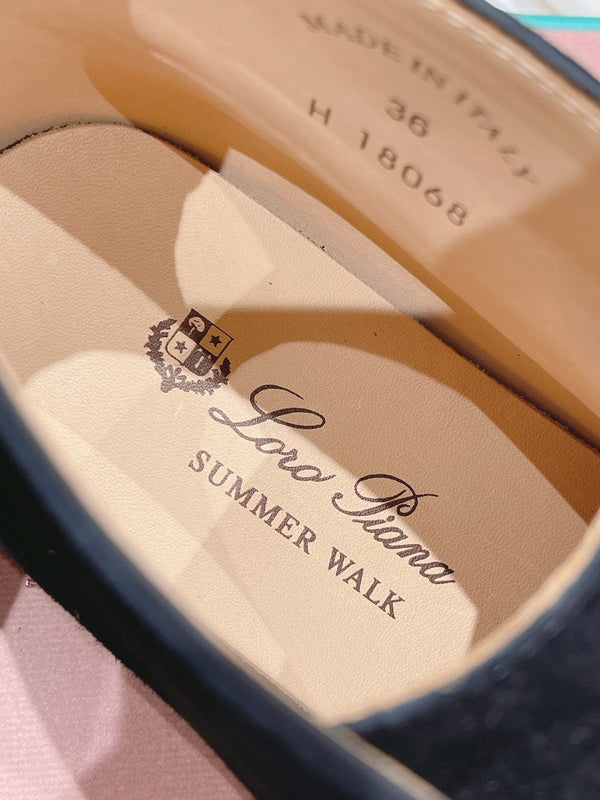 MADE IN ITALY
36
H 18068
Loro Piana
SUMMER WALK